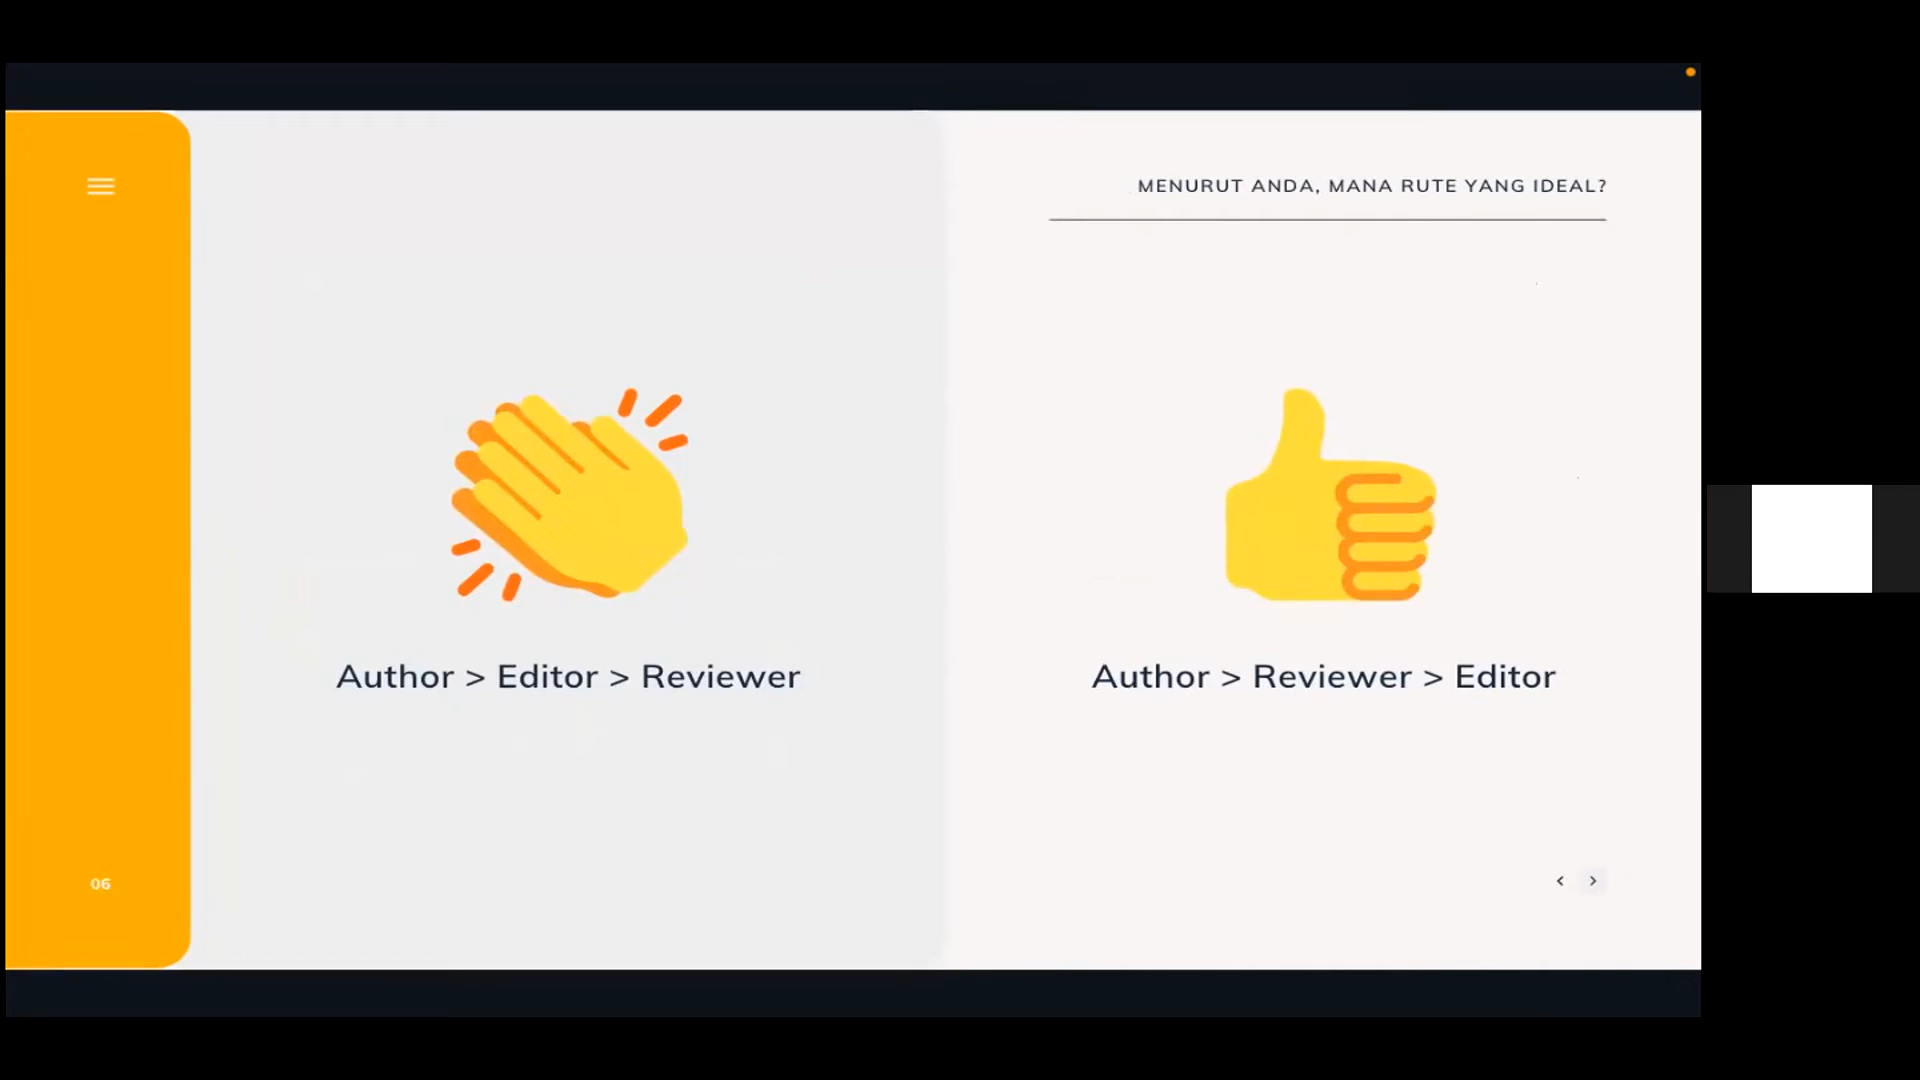 MENURUT ANDA, MANA RUTE YANG IDEAL?
Author > Editor > Reviewer
Author > Reviewer > Editor
06